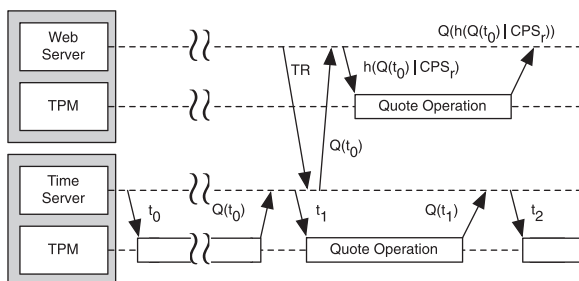 Q(h(Q(t₀) | CPSᵣ))
Web
Server
TR
h(Q(t₀) | CPSᵣ)
TPM
Quote Operation
Q(t₀)
Time
Server
t₀
Q(t₀)
t₁
Q(t₁)
t₂
TPM
Quote Operation